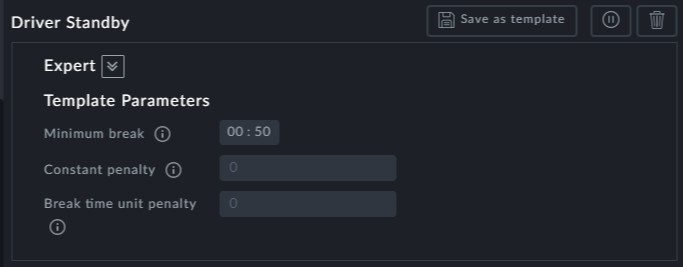 Driver Standby
Save as template
Expert
Template Parameters
Minimum break
00 : 50
Constant penalty
0
Break time unit penalty
0